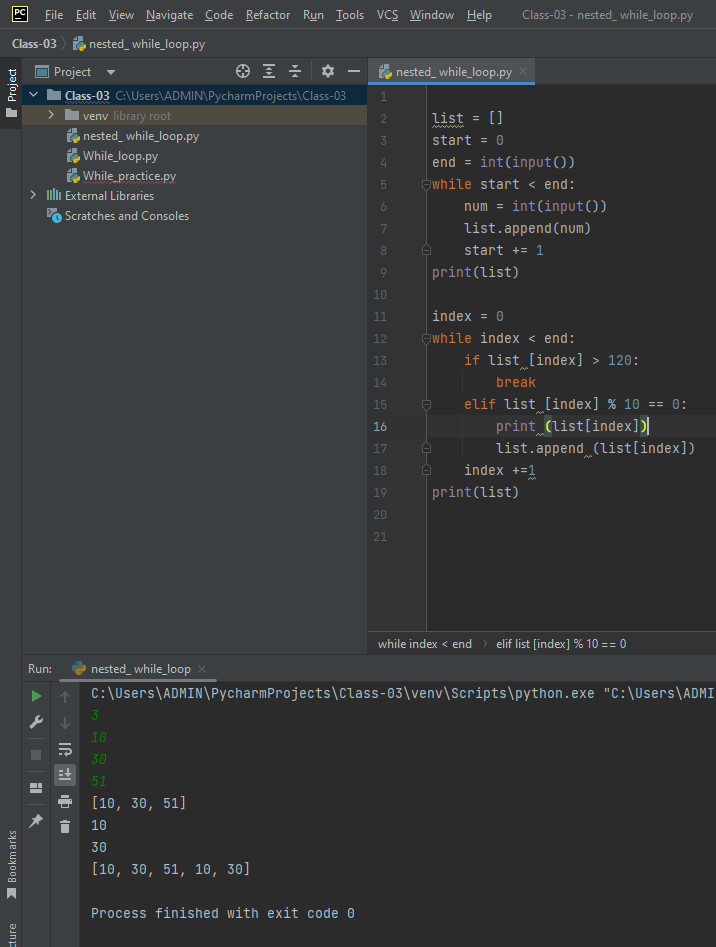 PC File Edit View Navigate Code Refactor Run Tools VCS Window Help Class-03 - nested_ while_loop.py
Class-03 nested_ while_loop.py
Project
Project
Class-03 C:\Users\ADMIN\PycharmProjects\Class-03
venv library root
nested_ while_loop.py
While_loop.py
While_practice.py
External Libraries
Scratches and Consoles
nested_ while_loop.py
1
2 list = []
3 start = 0
4 end = int(input())
5 while start < end:
6 num = int(input())
7 list.append(num)
8 start += 1
9 print(list)
10
11 index = 0
12 while index < end:
13 if list [index] > 120:
14 break
15 elif list [index] % 10 == 0:
16 print (list[index])
17 list.append (list[index])
18 index +=1
19 print(list)
20
21
while index < end elif list [index] % 10 == 0
Run: nested_ while_loop
C:\Users\ADMIN\PycharmProjects\Class-03\venv\Scripts\python.exe "C:\Users\ADMI
3
10
30
51
[10, 30, 51]
10
30
[10, 30, 51, 10, 30]
Process finished with exit code 0
Bookmarks
cture